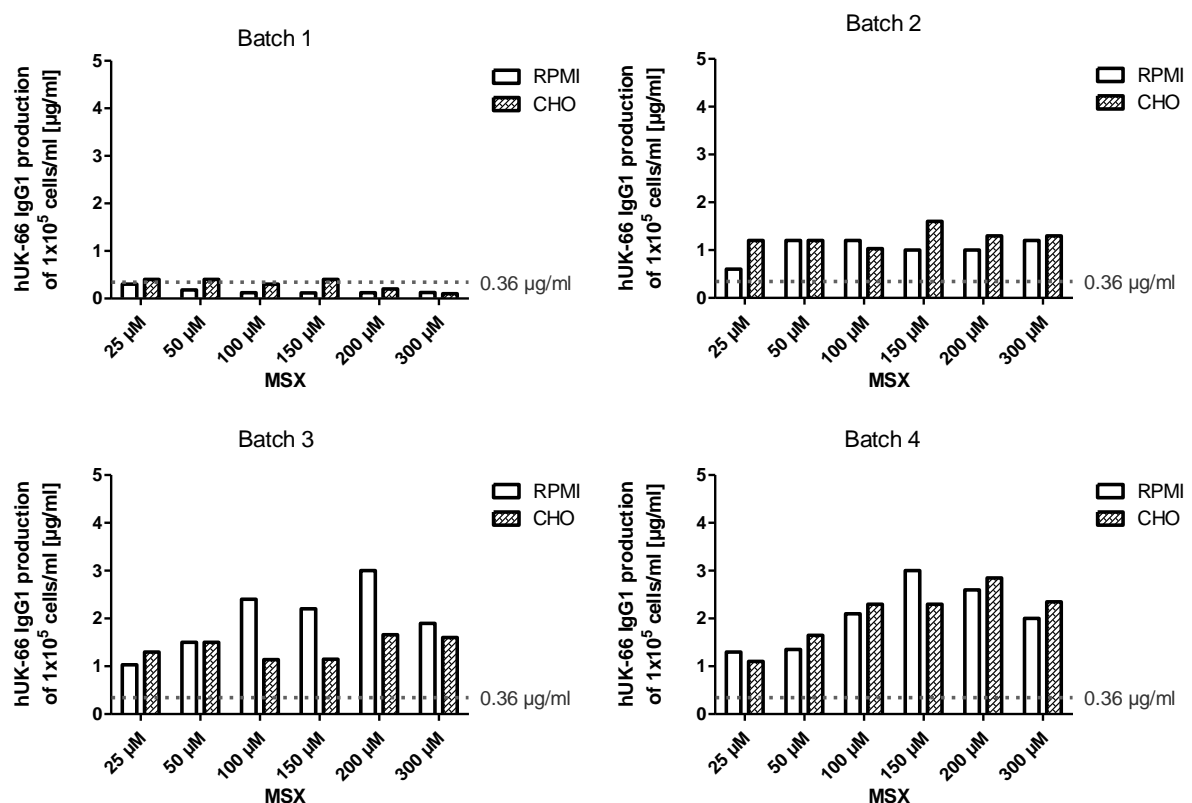 Batch 1
hUK-66 IgG1 production
of 1x10⁵ cells/ml [µg/ml]
5
4
3
2
1
0
RPMI
CHO
0.36 µg/ml
25 µM
50 µM
100 µM
150 µM
200 µM
300 µM
MSX
Batch 2
hUK-66 IgG1 production
of 1x10⁵ cells/ml [µg/ml]
5
4
3
2
1
0
RPMI
CHO
0.36 µg/ml
25 µM
50 µM
100 µM
150 µM
200 µM
300 µM
MSX
Batch 3
hUK-66 IgG1 production
of 1x10⁵ cells/ml [µg/ml]
5
4
3
2
1
0
RPMI
CHO
0.36 µg/ml
25 µM
50 µM
100 µM
150 µM
200 µM
300 µM
MSX
Batch 4
hUK-66 IgG1 production
of 1x10⁵ cells/ml [µg/ml]
5
4
3
2
1
0
RPMI
CHO
0.36 µg/ml
25 µM
50 µM
100 µM
150 µM
200 µM
300 µM
MSX